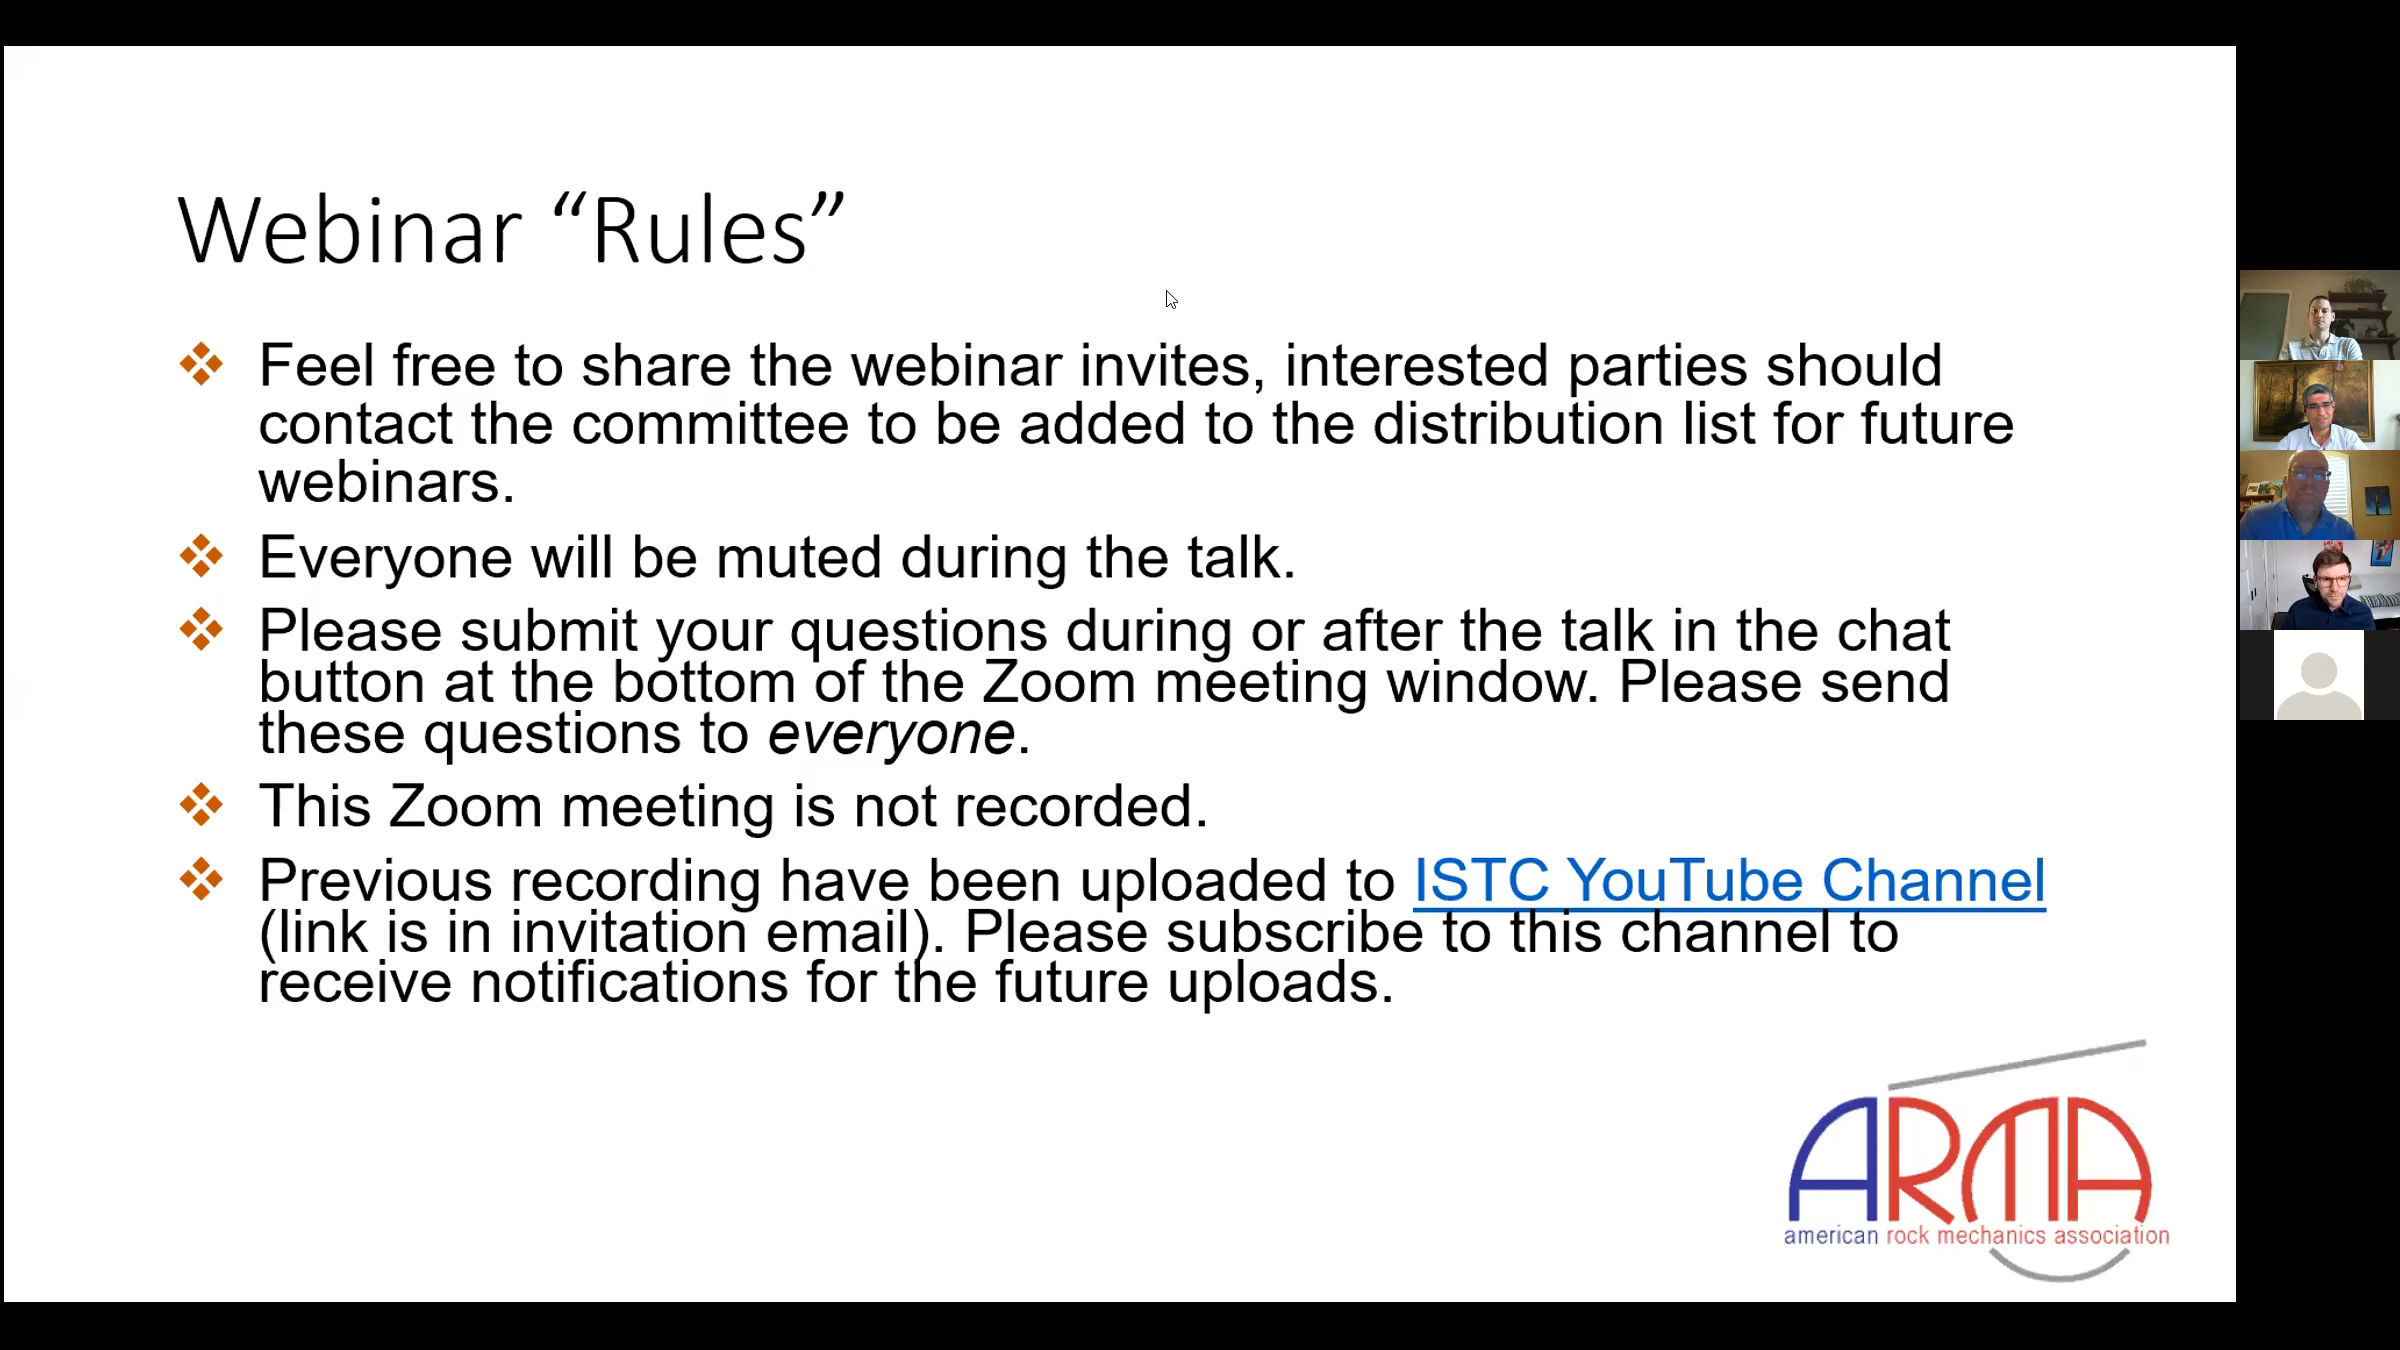 Webinar “Rules”
Feel free to share the webinar invites, interested parties should
contact the committee to be added to the distribution list for future
webinars.
Everyone will be muted during the talk.
Please submit your questions during or after the talk in the chat
button at the bottom of the Zoom meeting window. Please send
these questions to everyone.
This Zoom meeting is not recorded.
Previous recording have been uploaded to ISTC YouTube Channel
(link is in invitation email). Please subscribe to this channel to
receive notifications for the future uploads.
ARMA
american rock mechanics association